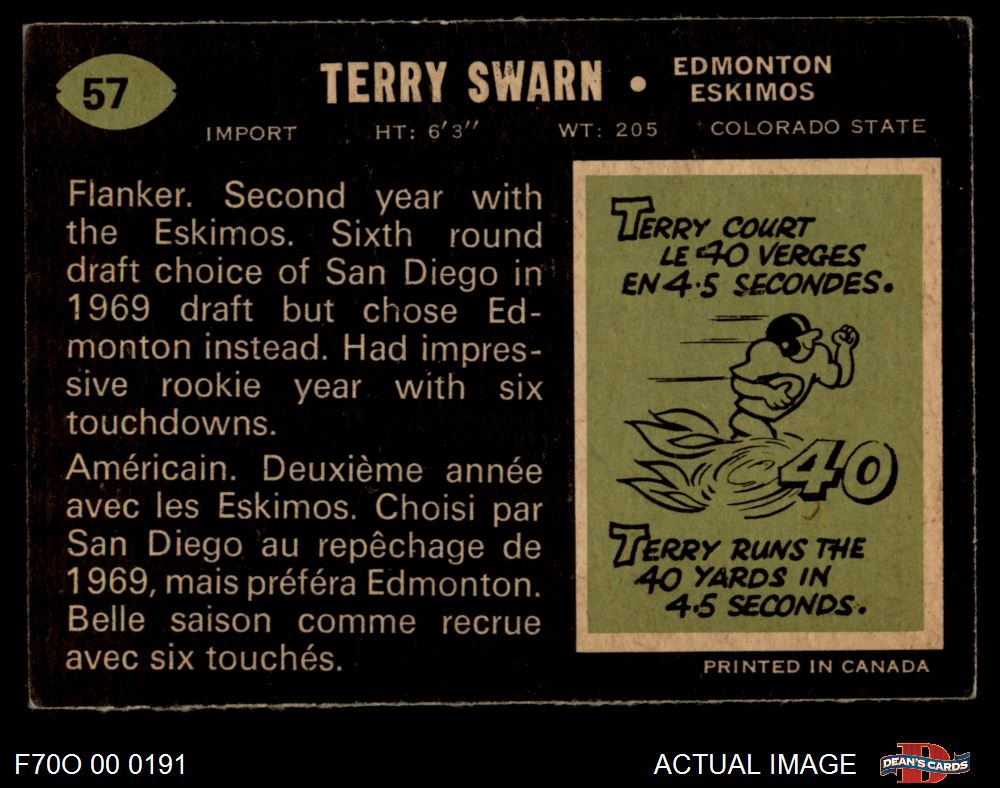 57
TERRY SWARN • EDMONTON
ESKIMOS
IMPORT HT: 6'3" WT: 205 COLORADO STATE
Flanker. Second year with
the Eskimos. Sixth round
draft choice of San Diego in
1969 draft but chose Ed-
monton instead. Had impres-
sive rookie year with six
touchdowns.
Américain. Deuxième année
avec les Eskimos. Choisi par
San Diego au repêchage de
1969, mais préféra Edmonton.
Belle saison comme recrue
avec six touchés.
TERRY COURT
LE 40 VERGES
EN 4.5 SECONDES.
40
TERRY RUNS THE
40 YARDS IN
4.5 SECONDS.
PRINTED IN CANADA
F70O 00 0191
ACTUAL IMAGE
DEAN'S CARDS